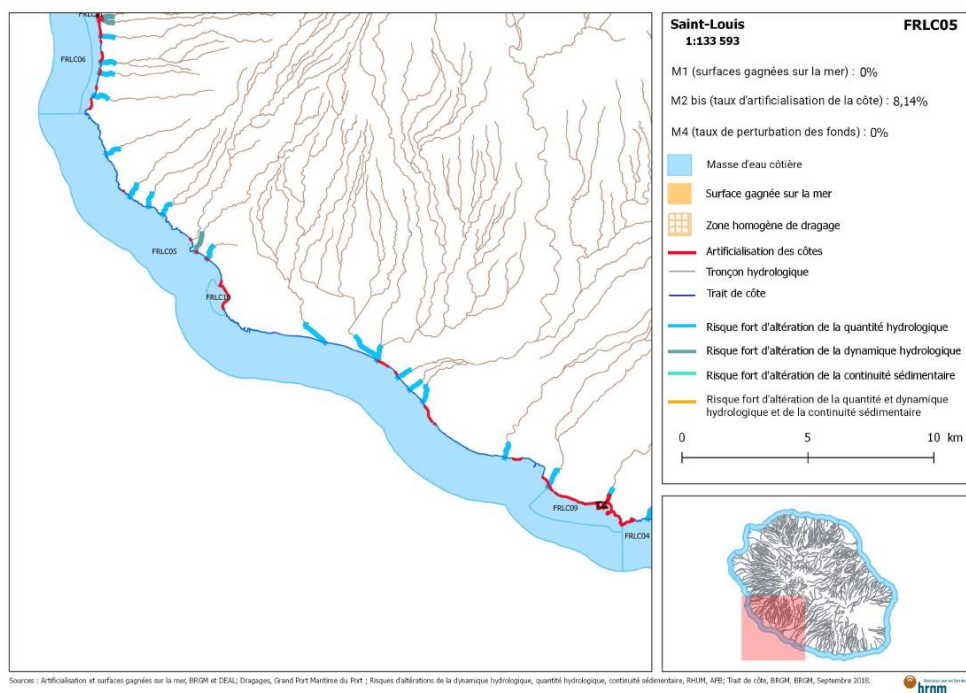 FRLC06
FRLC05
FRLC10
FRLC09
FRLC04
Saint-Louis FRLC05
1:133 593
M1 (surfaces gagnées sur la mer) : 0%
M2 bis (taux d'artificialisation de la côte) : 8,14%
M4 (taux de perturbation des fonds) : 0%
Masse d'eau côtière
Surface gagnée sur la mer
Zone homogène de dragage
Artificialisation des côtes
Tronçon hydrologique
Trait de côte
Risque fort d'altération de la quantité hydrologique
Risque fort d'altération de la dynamique hydrologique
Risque fort d'altération de la continuité sédimentaire
Risque fort d'altération de la quantité et dynamique
hydrologique et de la continuité sédimentaire
0 5 10 km
Sources : Artificialisation et surfaces gagnées sur la mer, BRGM et DEAL; Dragages, Grand Port Maritime du Port ; Risques d'altérations de la dynamique hydrologique, quantité hydrologique, continuité sédimentaire, RHUM, AFB; Trait de côte, BRGM. BRGM, Septembre 2018.
brgm